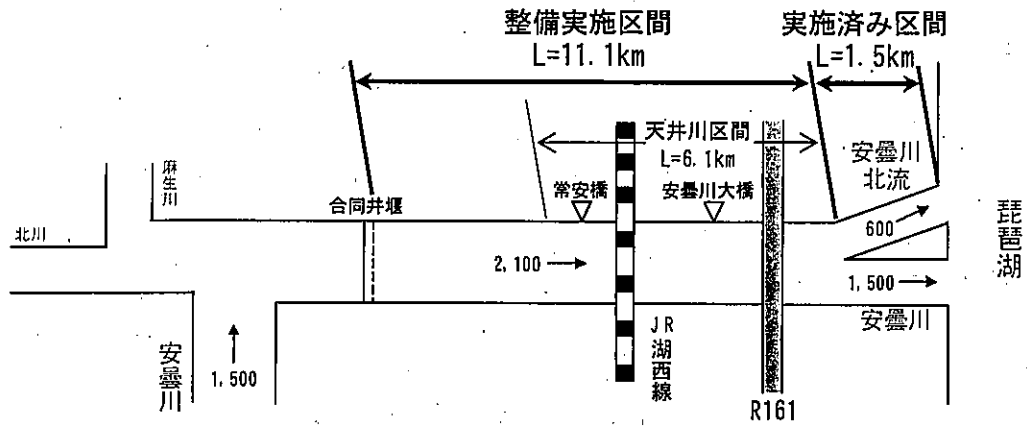 整備実施区間
L=11.1km
実施済み区間
L=1.5km
天井川区間
L=6.1km
安曇川
北流
麻生川
常安橋
安曇川大橋
合同井堰
北川
600
琵琶湖
2,100
1,500
安曇川
JR湖西線
安曇川
1,500
R161